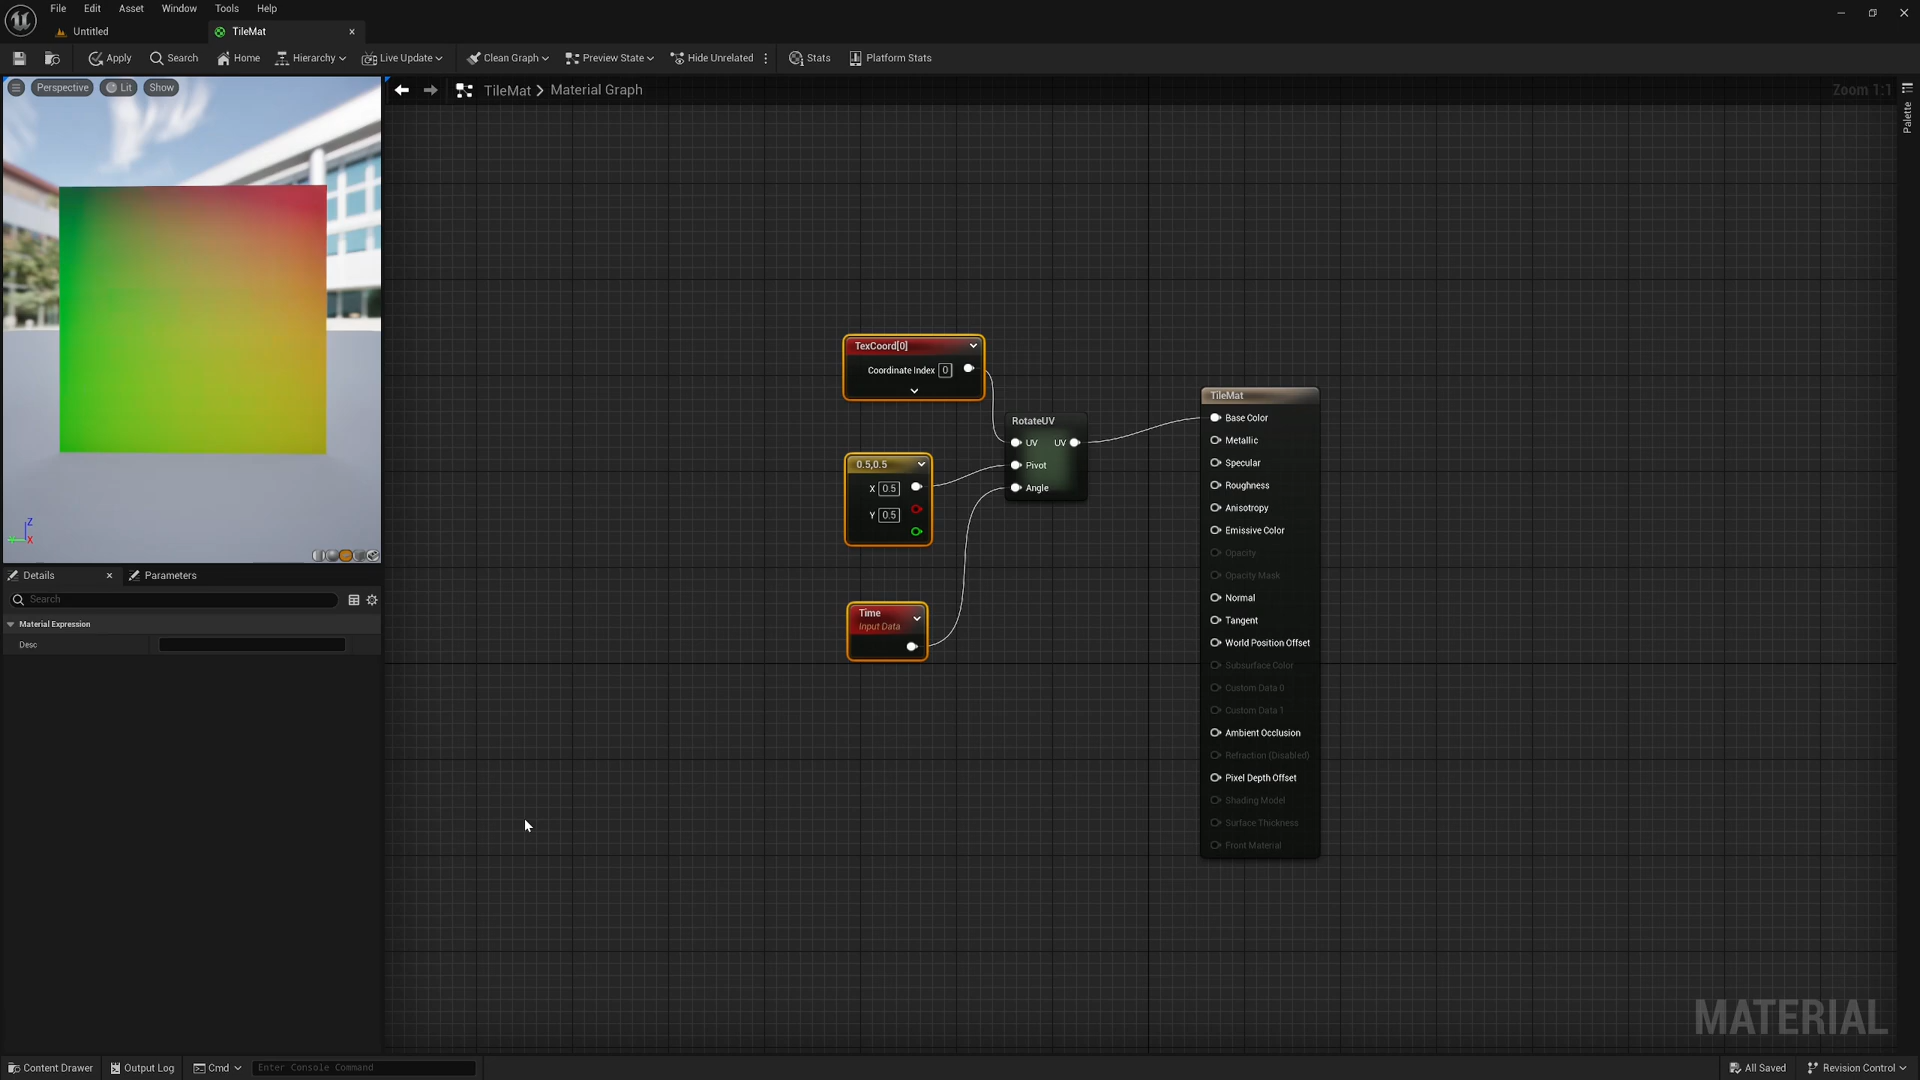 File Edit Asset Window Tools Help
Untitled TileMat
Apply Search Home Hierarchy Live Update Clean Graph Preview State Hide Unrelated Stats Platform Stats
Perspective Lit Show
TileMat > Material Graph
Zoom 1:1
Palette
TexCoord[0]
Coordinate Index 0
0.5,0.5
X 0.5
Y 0.5
Time
Input Data
RotateUV
UV UV
Pivot
Angle
TileMat
Base Color
Metallic
Specular
Roughness
Anisotropy
Emissive Color
Opacity
Opacity Mask
Normal
Tangent
World Position Offset
Subsurface Color
Custom Data 0
Custom Data 1
Ambient Occlusion
Refraction (Disabled)
Pixel Depth Offset
Shading Model
Surface Thickness
Front Material
Z
X
Details Parameters
Search
Material Expression
Desc
MATERIAL
Content Drawer Output Log Cmd Enter Console Command All Saved Revision Control